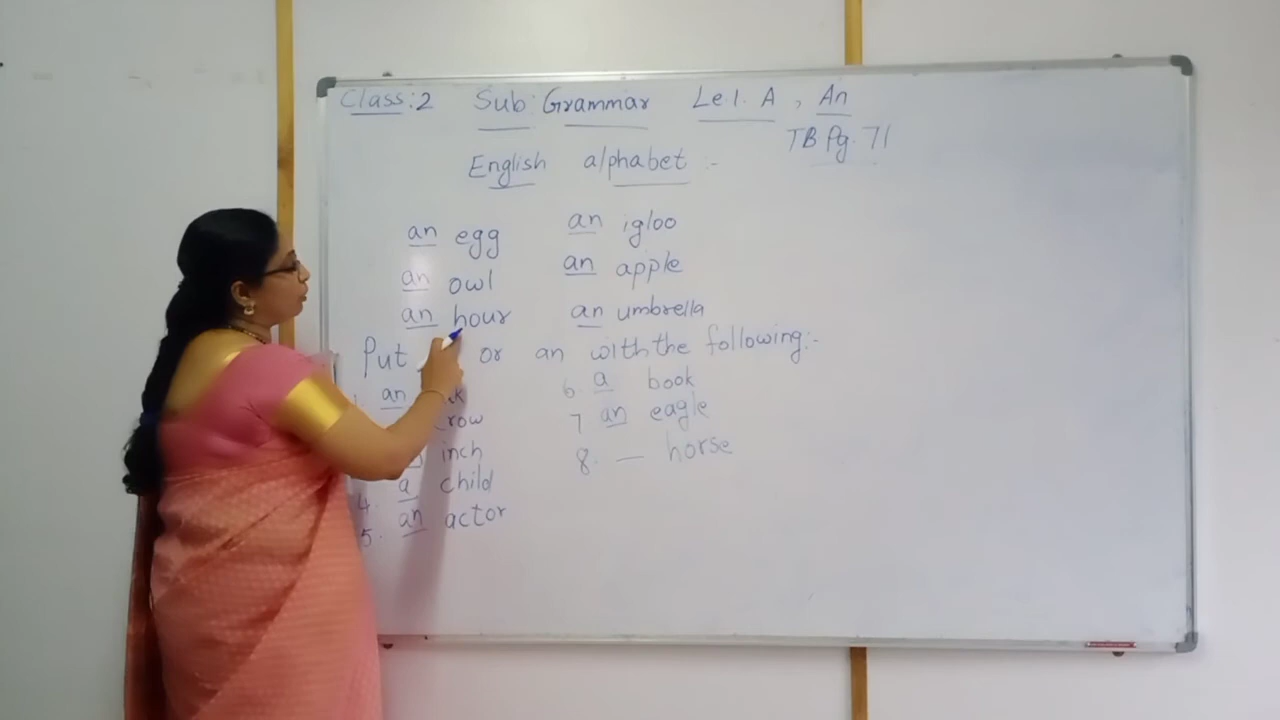 Class: 2 Sub: Grammar Le 1. A, An
TB Pg. 71
English alphabet :-
an egg an igloo
an owl an apple
an hour an umbrella
Put or an with the following:-
an 6. a book
row 7 an eagle
inch 8. — horse
4. a child
5. an actor